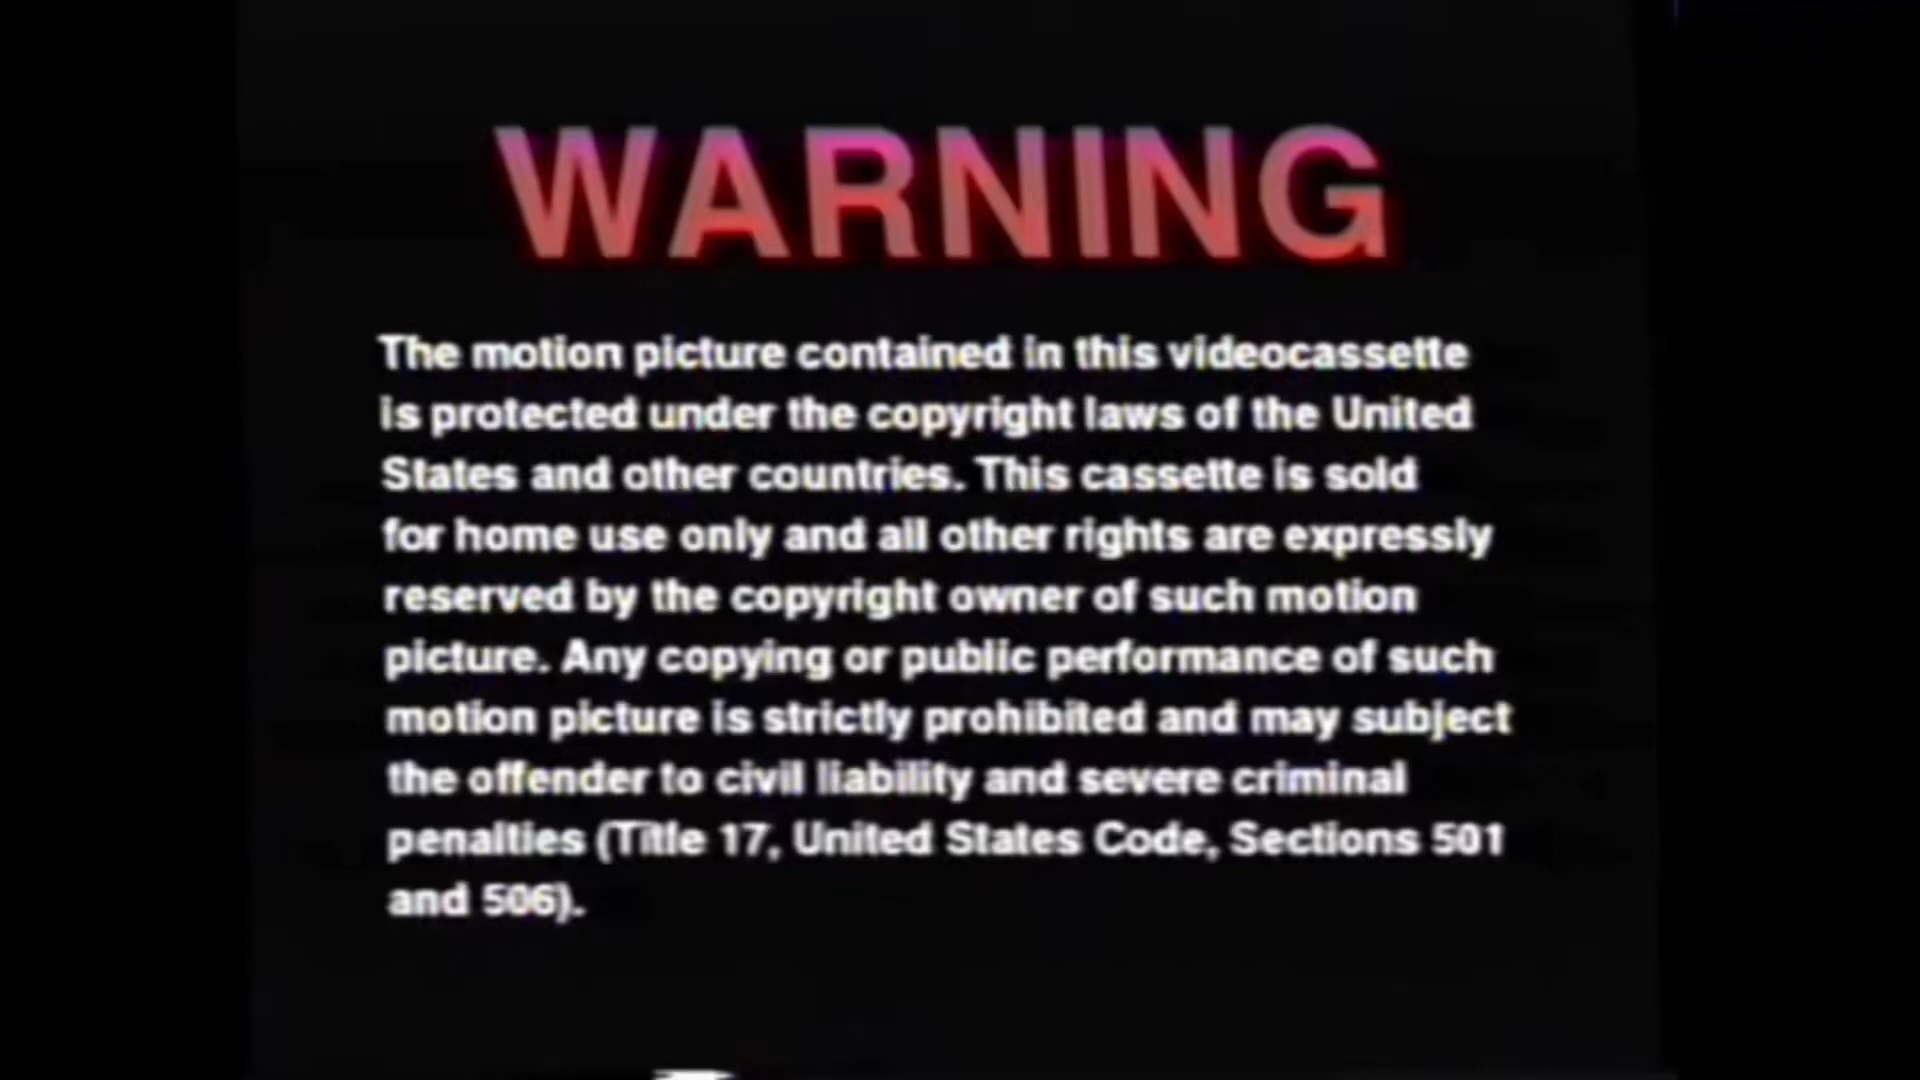 WARNING
The motion picture contained in this videocassette
is protected under the copyright laws of the United
States and other countries. This cassette is sold
for home use only and all other rights are expressly
reserved by the copyright owner of such motion
picture. Any copying or public performance of such
motion picture is strictly prohibited and may subject
the offender to civil liability and severe criminal
penalties (Title 17, United States Code, Sections 501
and 506).